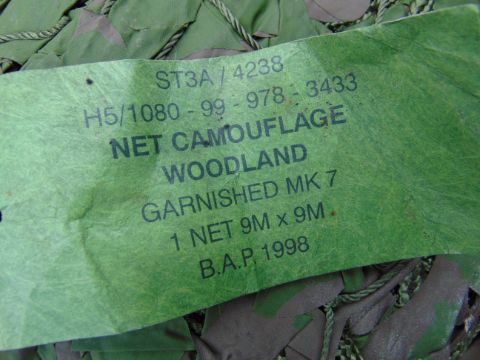 ST3A / 4238
H5/1080 - 99 - 978 - 3433
NET CAMOUFLAGE
WOODLAND
GARNISHED MK 7
1 NET 9M x 9M
B.A.P. 1998